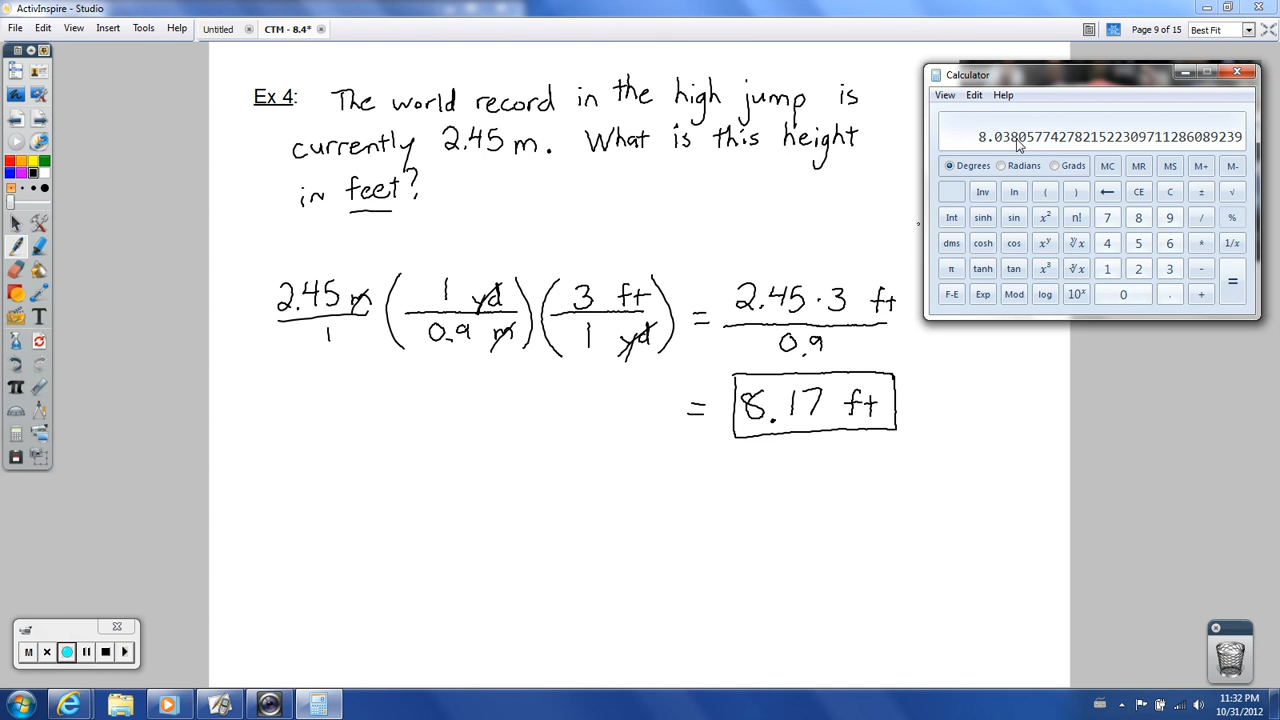 ActivInspire - Studio
File Edit View Insert Tools Help
Untitled
CTM - 8.4*
Page 9 of 15
Best Fit
Ex 4: The world record in the high jump is
currently 2.45 m. What is this height
in feet?
2.45 m / 1 ( 1 yd / 0.9 m ) ( 3 ft / 1 yd ) = 2.45 · 3 ft / 0.9
= 8.17 ft
Calculator
View Edit Help
8.0380577427821522309711286089239
Degrees Radians Grads MC MR MS M+ M-
Inv ln ( ) ← CE C ± √
Int sinh sin x² n! 7 8 9 / %
dms cosh cos xʸ ʸ√x 4 5 6 * 1/x
π tanh tan x³ ³√x 1 2 3 - =
F-E Exp Mod log 10ˣ 0 . +
M
11:32 PM
10/31/2012